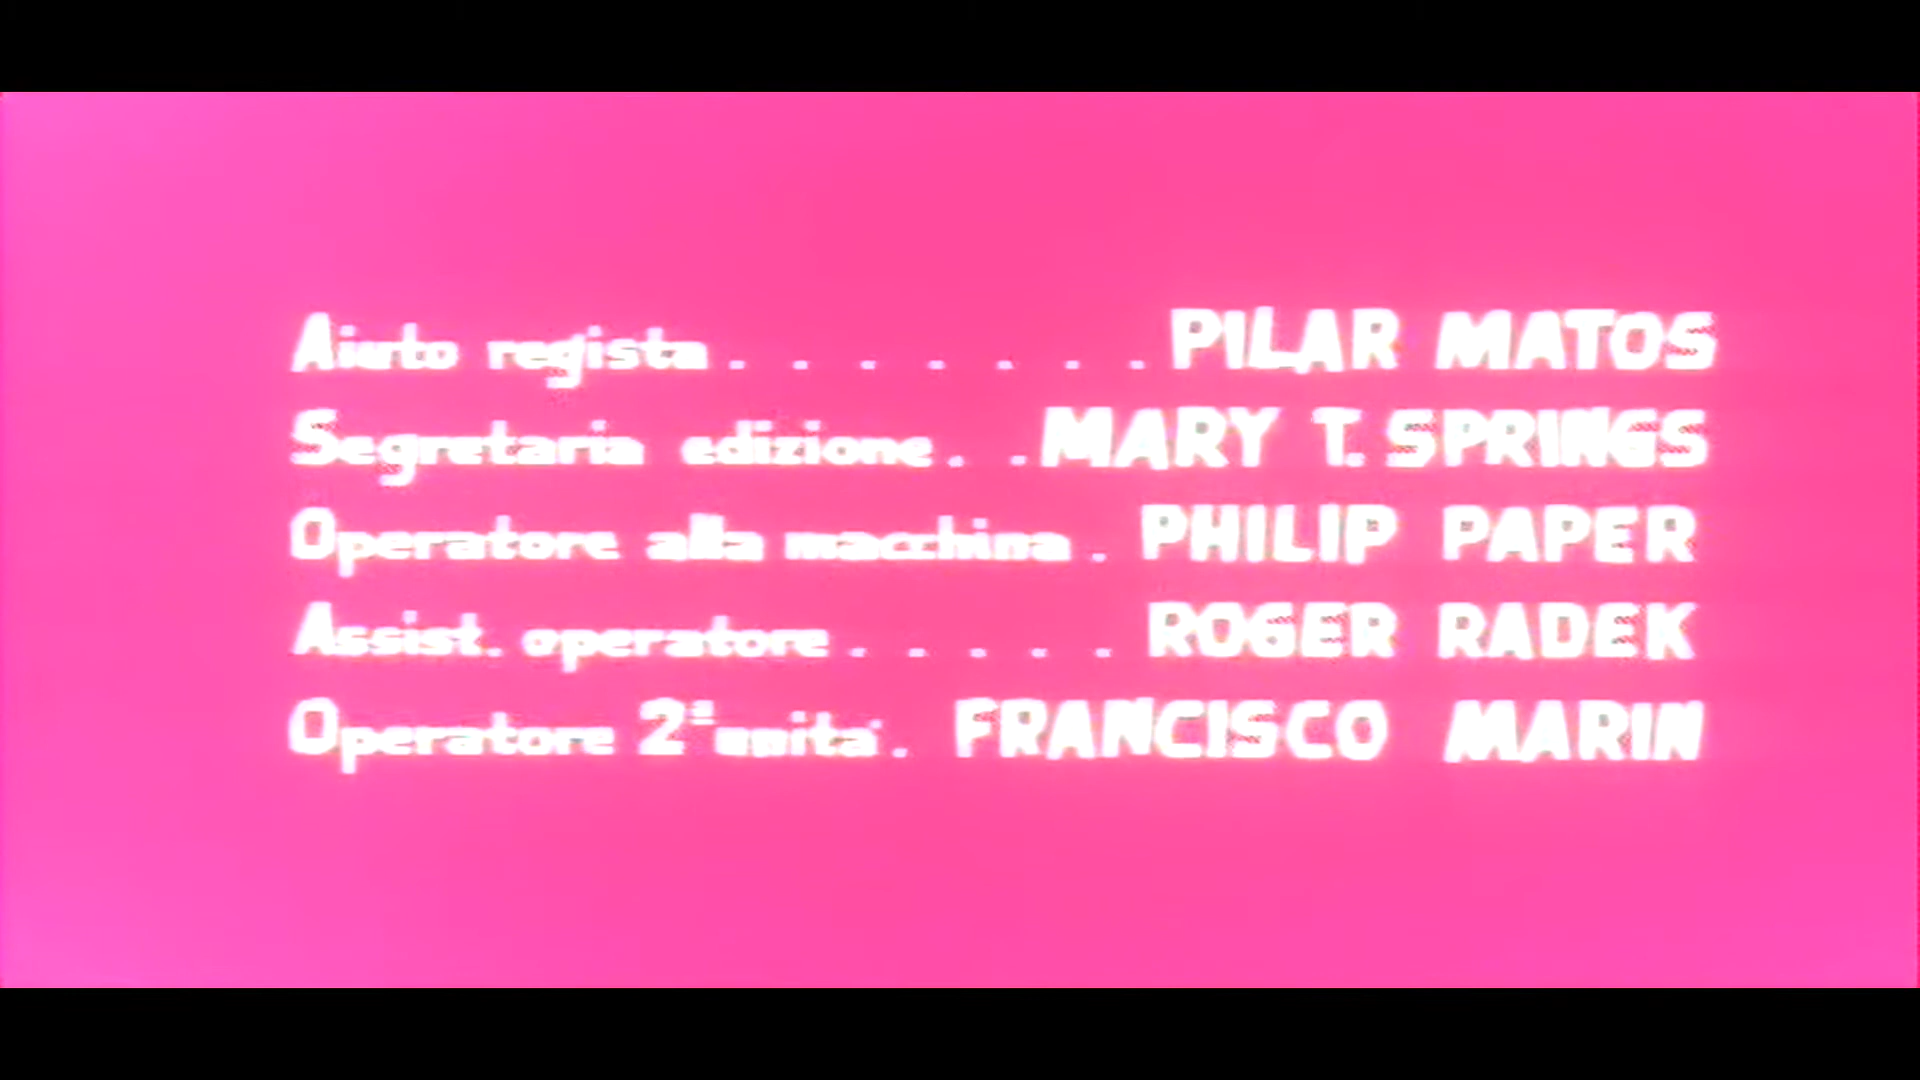 Aiuto regista. . . . . . . PILAR MATOS
Segretaria edizione. . MARY T. SPRINGS
Operatore alla macchina . PHILIP PAPER
Assist. operatore . . . . . ROGER RADEK
Operatore 2ª unita'. FRANCISCO MARIN